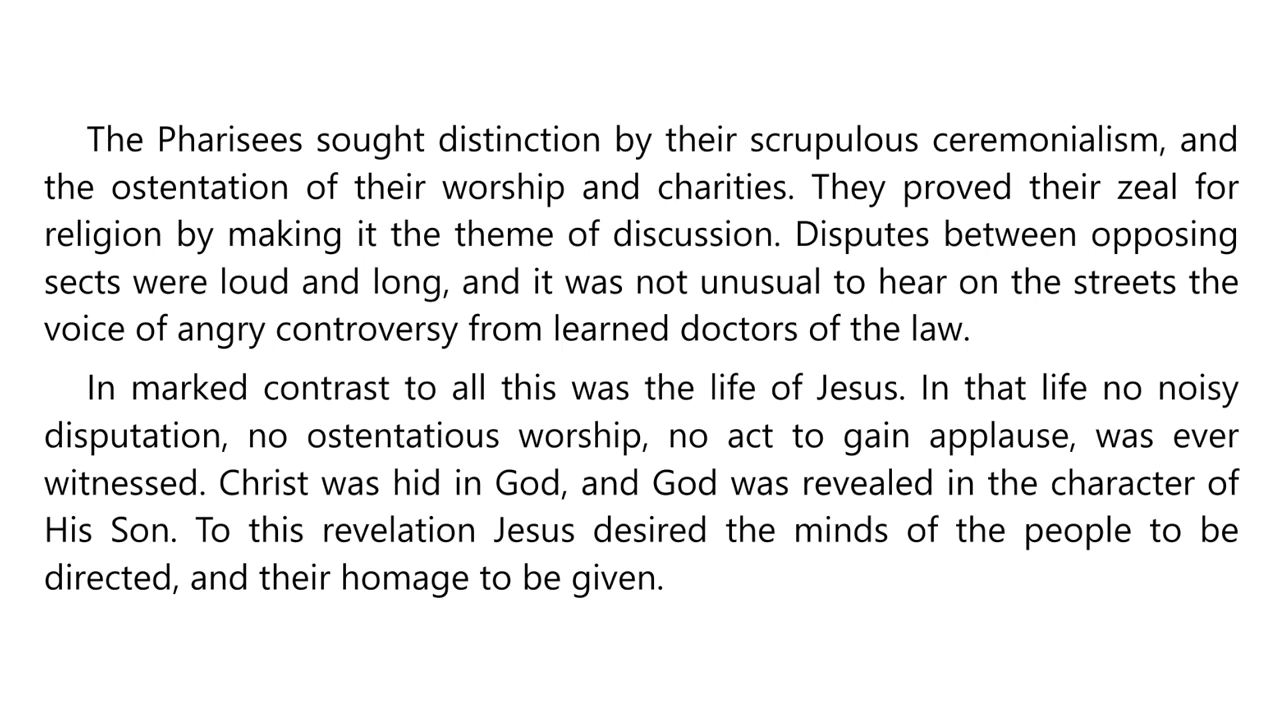 The Pharisees sought distinction by their scrupulous ceremonialism, and
the ostentation of their worship and charities. They proved their zeal for
religion by making it the theme of discussion. Disputes between opposing
sects were loud and long, and it was not unusual to hear on the streets the
voice of angry controversy from learned doctors of the law.
In marked contrast to all this was the life of Jesus. In that life no noisy
disputation, no ostentatious worship, no act to gain applause, was ever
witnessed. Christ was hid in God, and God was revealed in the character of
His Son. To this revelation Jesus desired the minds of the people to be
directed, and their homage to be given.